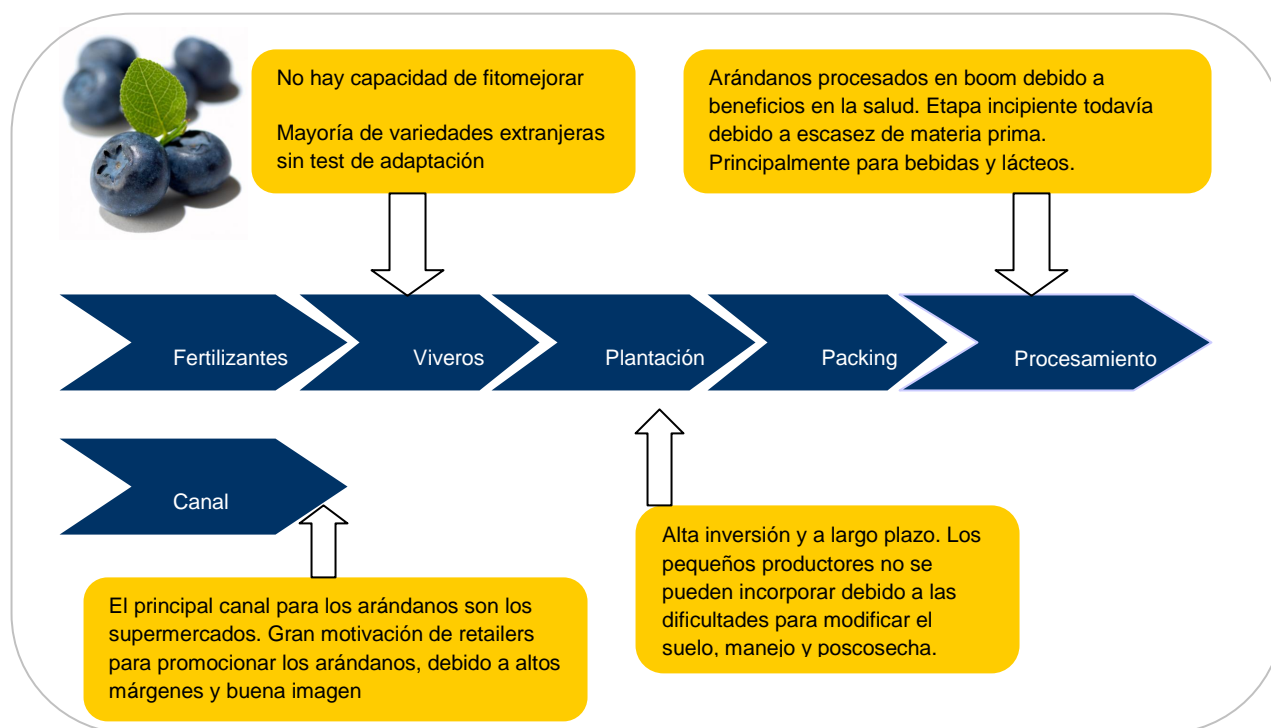 No hay capacidad de fitomejorar
Mayoría de variedades extranjeras
sin test de adaptación
Arándanos procesados en boom debido a
beneficios en la salud. Etapa incipiente todavía
debido a escasez de materia prima.
Principalmente para bebidas y lácteos.
Fertilizantes
Viveros
Plantación
Packing
Procesamiento
Canal
El principal canal para los arándanos son los
supermercados. Gran motivación de retailers
para promocionar los arándanos, debido a altos
márgenes y buena imagen
Alta inversión y a largo plazo. Los
pequeños productores no se
pueden incorporar debido a las
dificultades para modificar el
suelo, manejo y poscosecha.